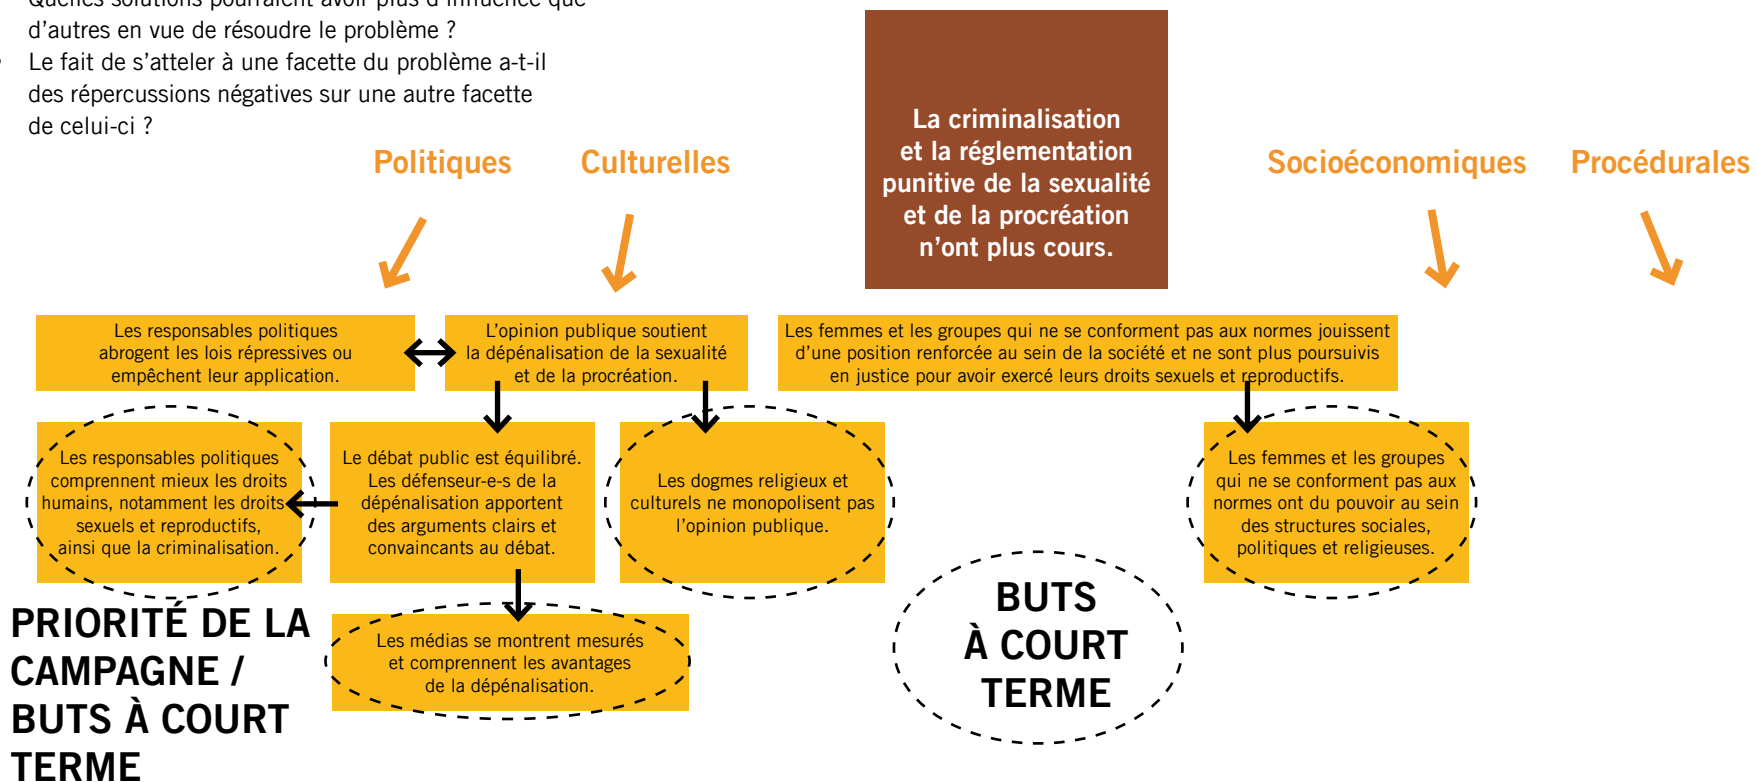 Quelles solutions pourraient avoir plus d'influence que
d'autres en vue de résoudre le problème ?
• Le fait de s'atteler à une facette du problème a-t-il
des répercussions négatives sur une autre facette
de celui-ci ?
La criminalisation
et la réglementation
punitive de la sexualité
et de la procréation
n'ont plus cours.
Politiques
Culturelles
Socioéconomiques
Procédurales
Les responsables politiques
abrogent les lois répressives ou
empêchent leur application.
L'opinion publique soutient
la dépénalisation de la sexualité
et de la procréation.
Les femmes et les groupes qui ne se conforment pas aux normes jouissent
d'une position renforcée au sein de la société et ne sont plus poursuivis
en justice pour avoir exercé leurs droits sexuels et reproductifs.
Les responsables politiques
comprennent mieux les droits
humains, notamment les droits
sexuels et reproductifs,
ainsi que la criminalisation.
Le débat public est équilibré.
Les défenseur-e-s de la
dépénalisation apportent
des arguments clairs et
convaincants au débat.
Les dogmes religieux et
culturels ne monopolisent pas
l'opinion publique.
Les femmes et les groupes
qui ne se conforment pas aux
normes ont du pouvoir au sein
des structures sociales,
politiques et religieuses.
PRIORITÉ DE LA
CAMPAGNE /
BUTS À COURT
TERME
Les médias se montrent mesurés
et comprennent les avantages
de la dépénalisation.
BUTS
À COURT
TERME